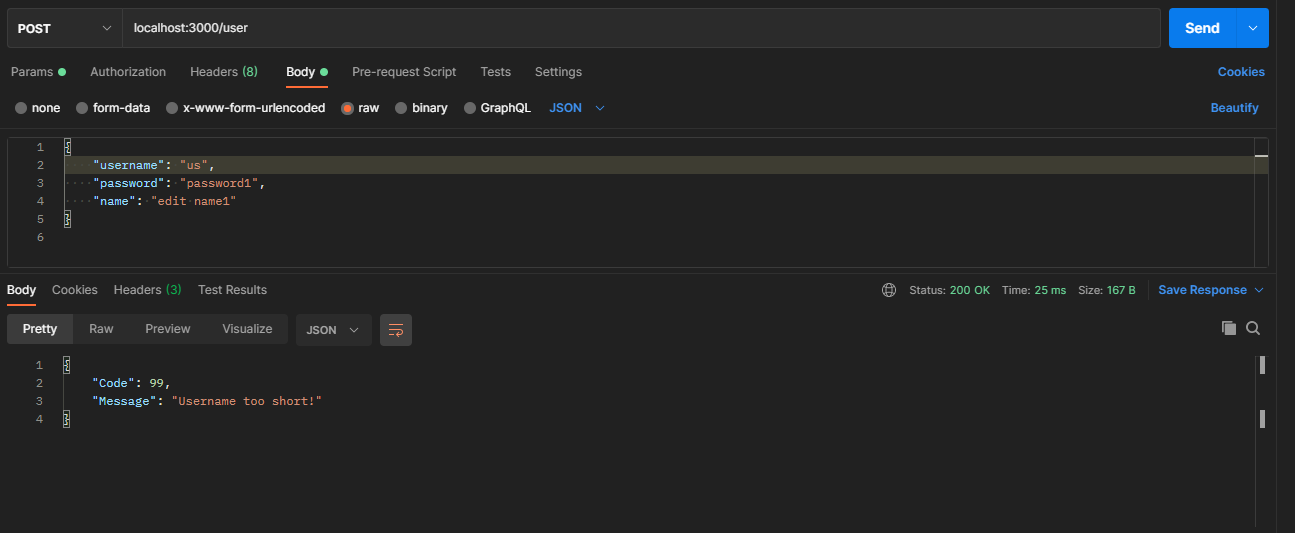 POST localhost:3000/user Send
Params Authorization Headers (8) Body Pre-request Script Tests Settings Cookies
none form-data x-www-form-urlencoded raw binary GraphQL JSON Beautify
1 {
2 "username": "us",
3 "password": "password1",
4 "name": "edit name1"
5 }
6
Body Cookies Headers (3) Test Results Status: 200 OK Time: 25 ms Size: 167 B Save Response
Pretty Raw Preview Visualize JSON
1 {
2 "Code": 99,
3 "Message": "Username too short!"
4 }